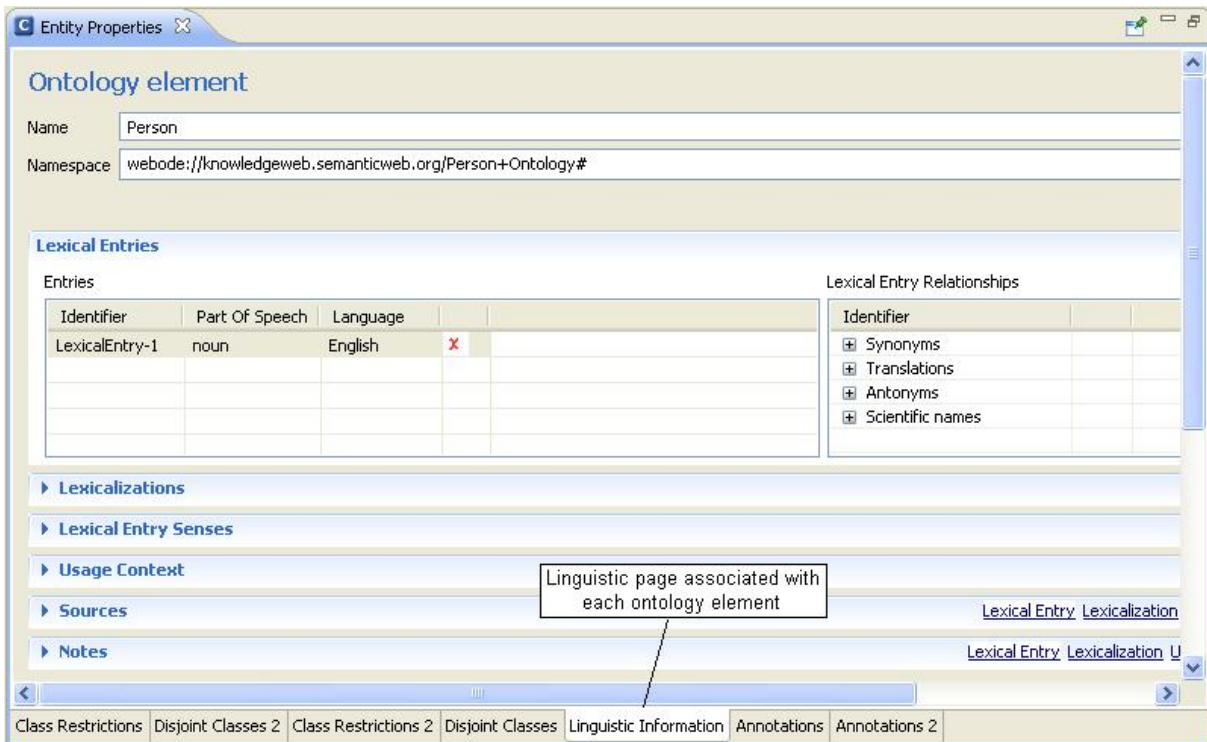 Entity Properties
Ontology element
Name Person
Namespace webode://knowledgeweb.semanticweb.org/Person+Ontology#
Lexical Entries
Entries
Identifier Part Of Speech Language
LexicalEntry-1 noun English
Lexical Entry Relationships
Identifier
Synonyms
Translations
Antonyms
Scientific names
Lexicalizations
Lexical Entry Senses
Usage Context
Linguistic page associated with
each ontology element
Sources Lexical Entry Lexicalization
Notes Lexical Entry Lexicalization U
Class Restrictions Disjoint Classes 2 Class Restrictions 2 Disjoint Classes Linguistic Information Annotations Annotations 2